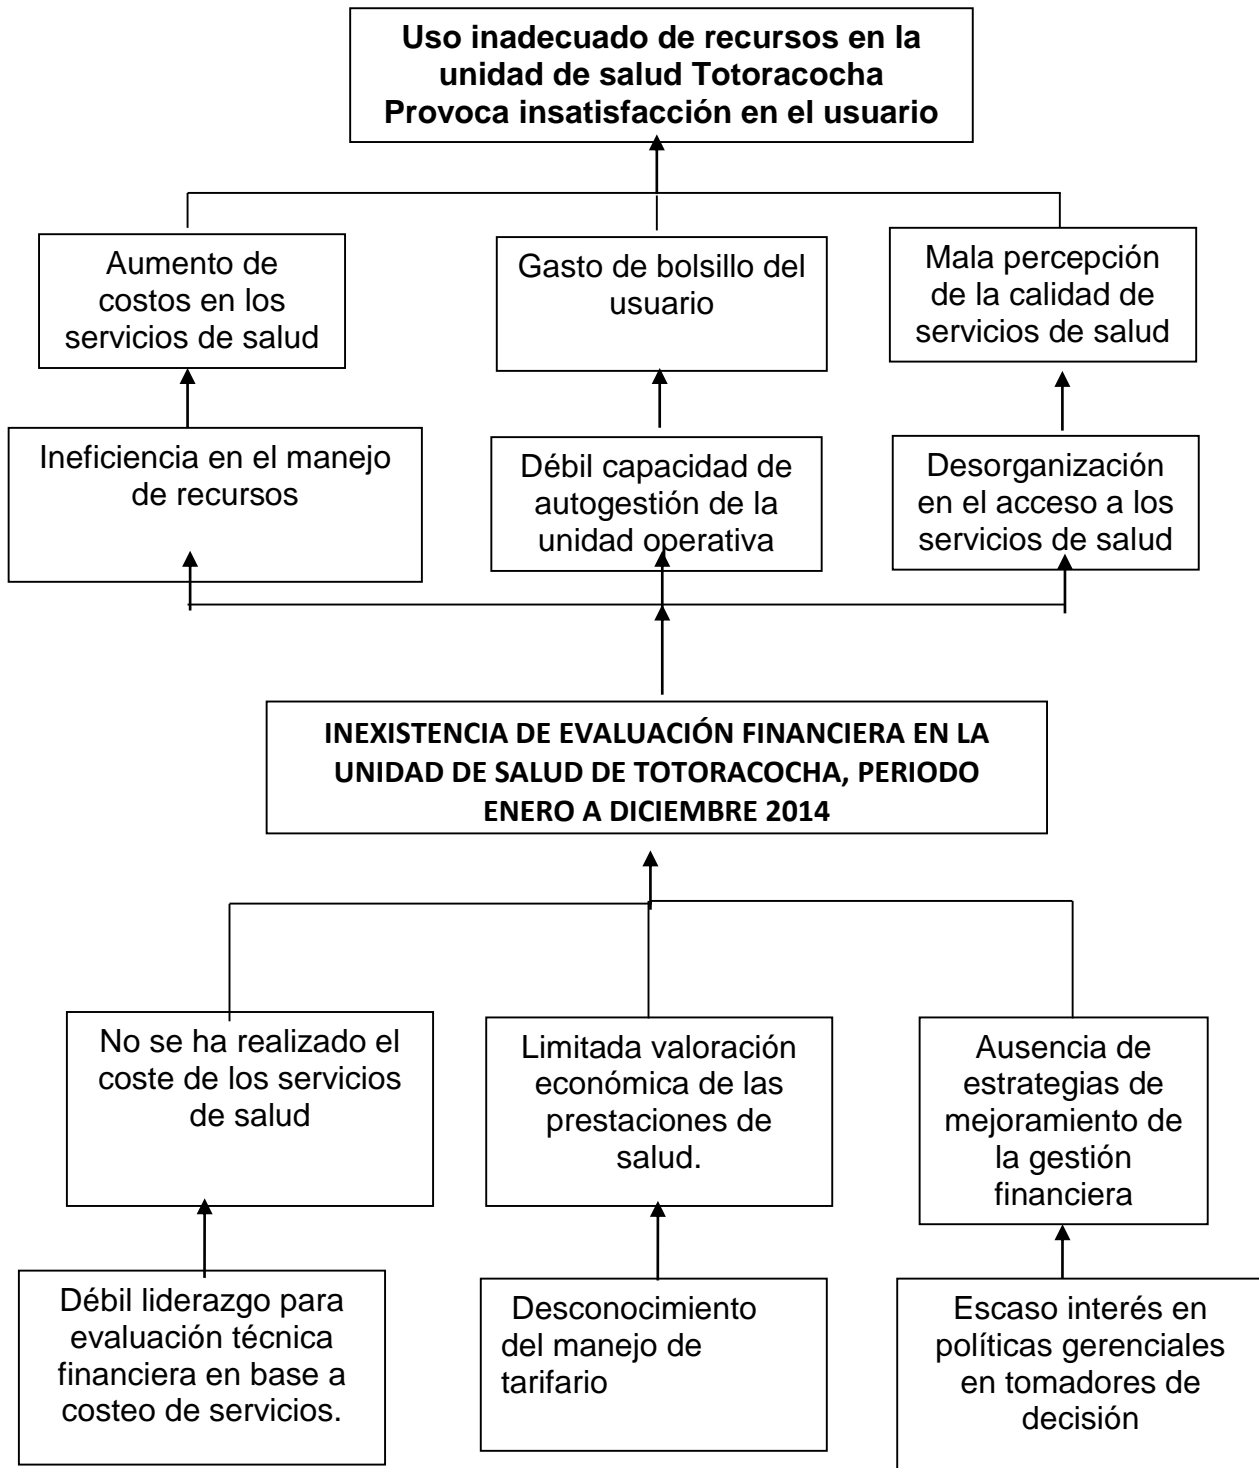 Uso inadecuado de recursos en la
unidad de salud Totoracocha
Provoca insatisfacción en el usuario
Aumento de
costos en los
servicios de salud
Gasto de bolsillo del
usuario
Mala percepción
de la calidad de
servicios de salud
Ineficiencia en el manejo
de recursos
Débil capacidad de
autogestión de la
unidad operativa
Desorganización
en el acceso a los
servicios de salud
INEXISTENCIA DE EVALUACIÓN FINANCIERA EN LA
UNIDAD DE SALUD DE TOTORACOCHA, PERIODO
ENERO A DICIEMBRE 2014
No se ha realizado el
coste de los servicios
de salud
Limitada valoración
económica de las
prestaciones de
salud.
Ausencia de
estrategias de
mejoramiento de
la gestión
financiera
Débil liderazgo para
evaluación técnica
financiera en base a
costeo de servicios.
Desconocimiento
del manejo de
tarifario
Escaso interés en
políticas gerenciales
en tomadores de
decisión